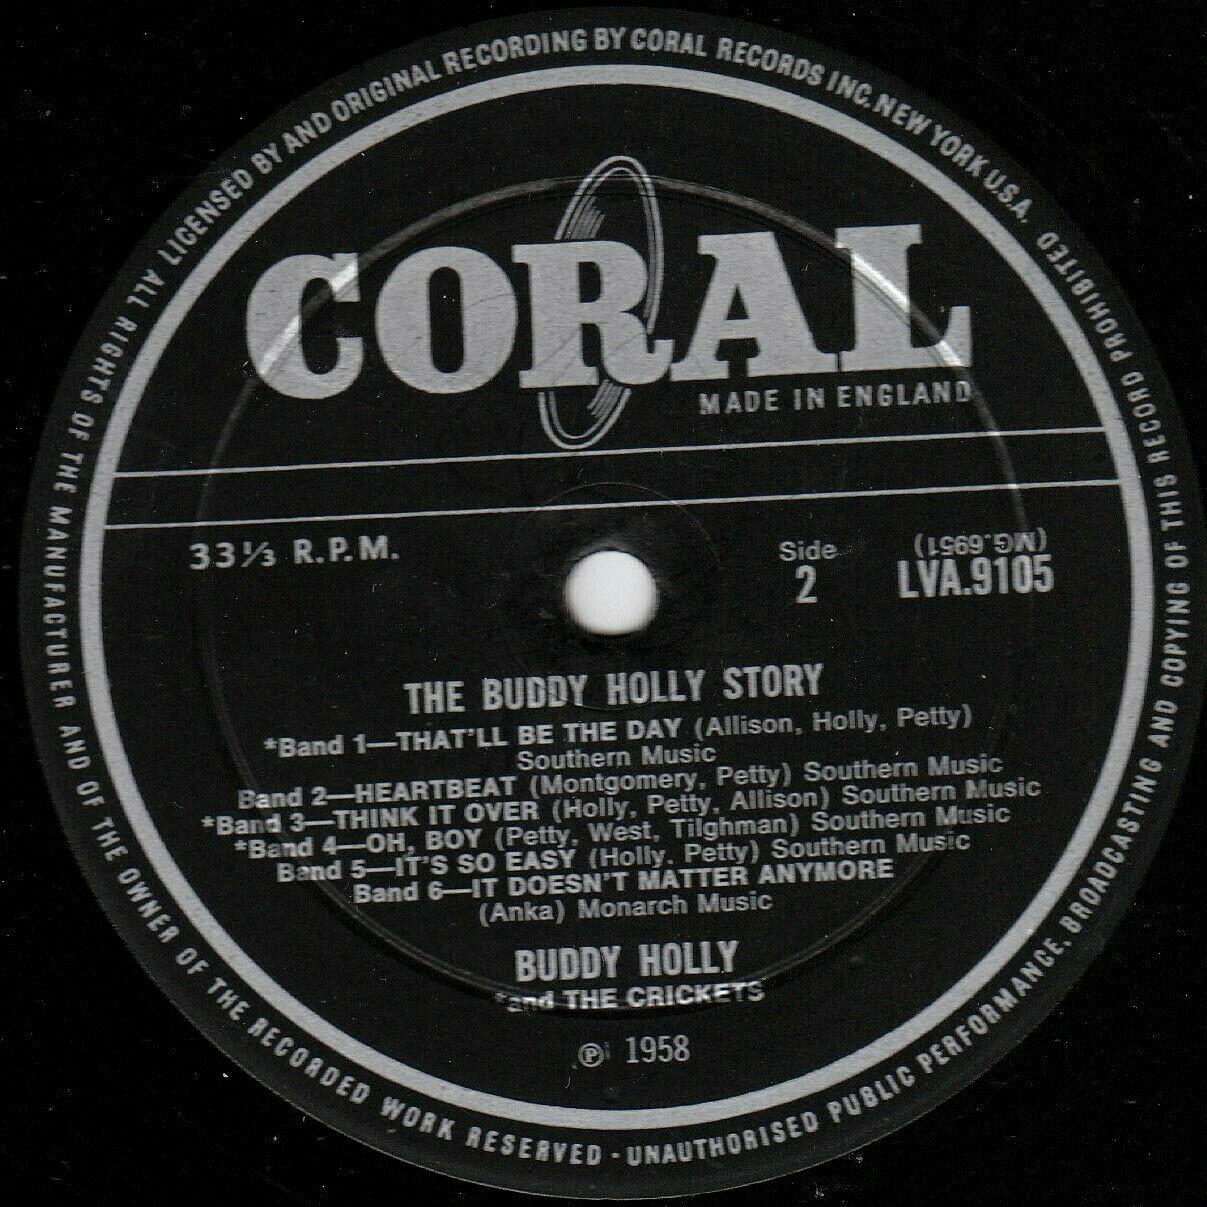 ALL RIGHTS OF THE MANUFACTURER AND OF THE OWNER OF THE RECORDED WORK RESERVED - UNAUTHORISED PUBLIC PERFORMANCE, BROADCASTING AND COPYING OF THIS RECORD PROHIBITED
LICENSED BY AND ORIGINAL RECORDING BY CORAL RECORDS INC. NEW YORK U.S.A.
CORAL
MADE IN ENGLAND
33⅓ R.P.M.
Side
2
(MG.6951)
LVA.9105
THE BUDDY HOLLY STORY
*Band 1—THAT'LL BE THE DAY (Allison, Holly, Petty)
Southern Music
Band 2—HEARTBEAT (Montgomery, Petty) Southern Music
*Band 3—THINK IT OVER (Holly, Petty, Allison) Southern Music
*Band 4—OH, BOY (Petty, West, Tilghman) Southern Music
Band 5—IT'S SO EASY (Holly. Petty) Southern Music
Band 6—IT DOESN'T MATTER ANYMORE
(Anka) Monarch Music
BUDDY HOLLY
*and THE CRICKETS
℗ 1958